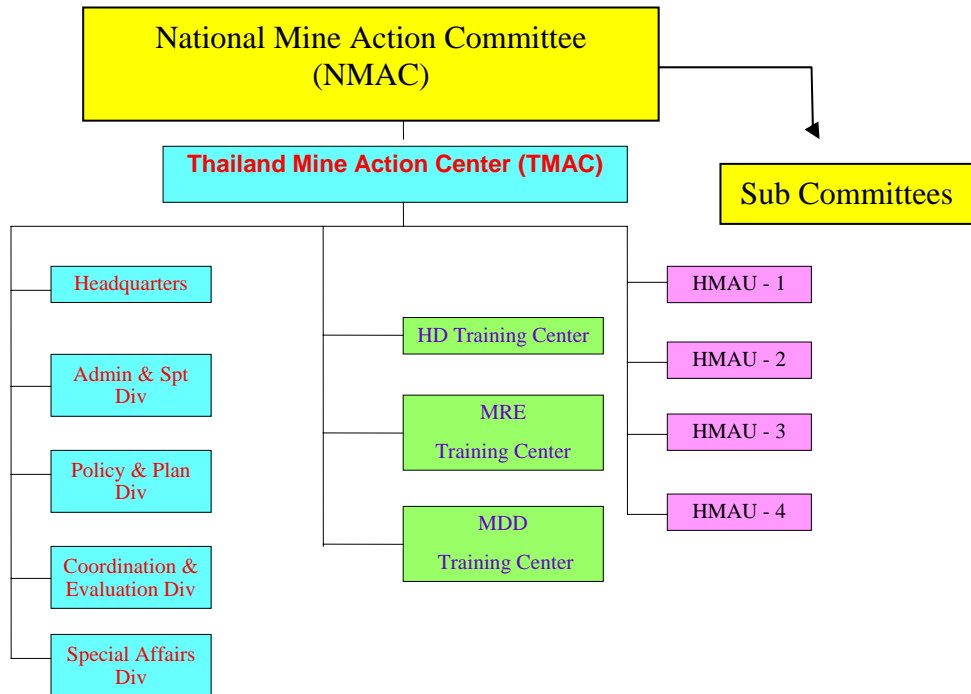 National Mine Action Committee
(NMAC)
Thailand Mine Action Center (TMAC)
Sub Committees
Headquarters
Admin & Spt
Div
Policy & Plan
Div
Coordination &
Evaluation Div
Special Affairs
Div
HD Training Center
MRE
Training Center
MDD
Training Center
HMAU - 1
HMAU - 2
HMAU - 3
HMAU - 4